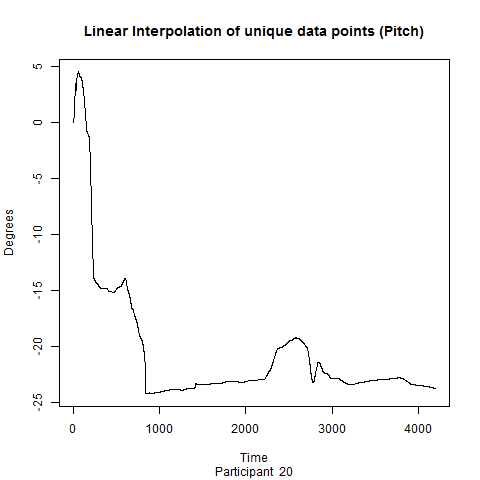 Linear Interpolation of unique data points (Pitch)
Degrees
5
0
-5
-10
-15
-20
-25
0 1000 2000 3000 4000
Time
Participant 20